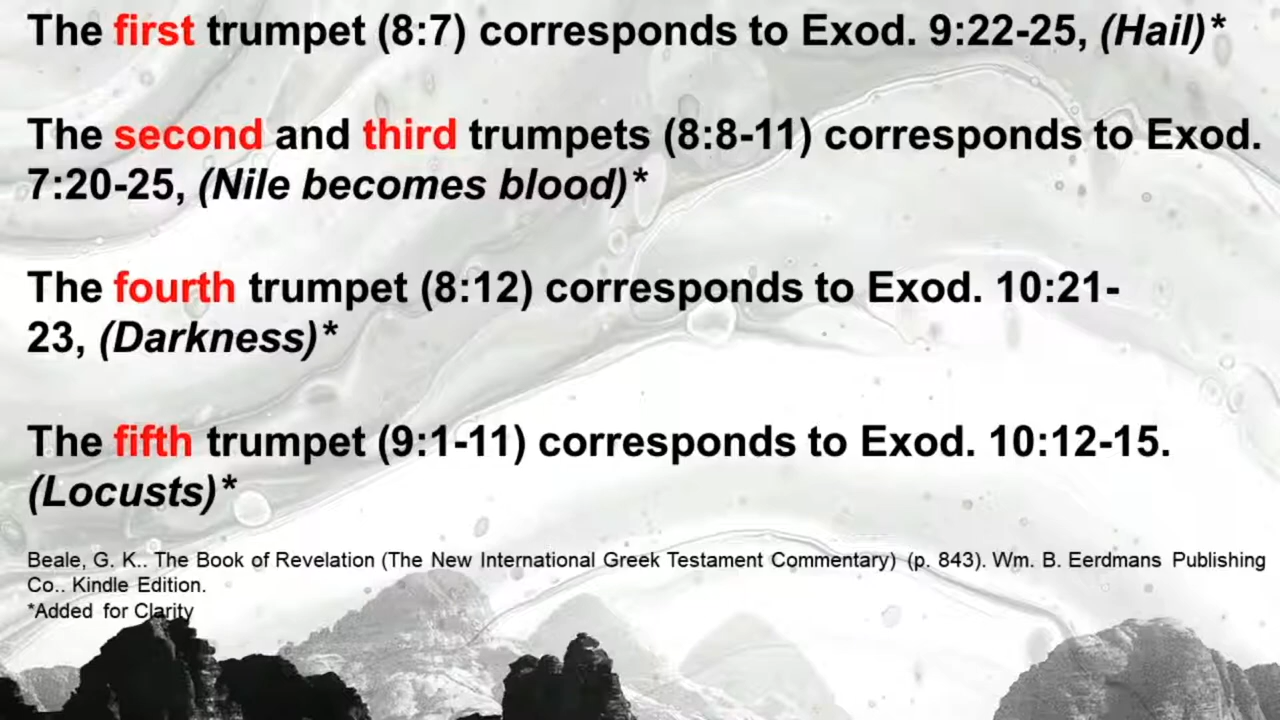 The first trumpet (8:7) corresponds to Exod. 9:22-25, (Hail)*
The second and third trumpets (8:8-11) corresponds to Exod.
7:20-25, (Nile becomes blood)*
The fourth trumpet (8:12) corresponds to Exod. 10:21-
23, (Darkness)*
The fifth trumpet (9:1-11) corresponds to Exod. 10:12-15.
(Locusts)*
Beale, G. K.. The Book of Revelation (The New International Greek Testament Commentary) (p. 843). Wm. B. Eerdmans Publishing
Co.. Kindle Edition.
*Added for Clarity